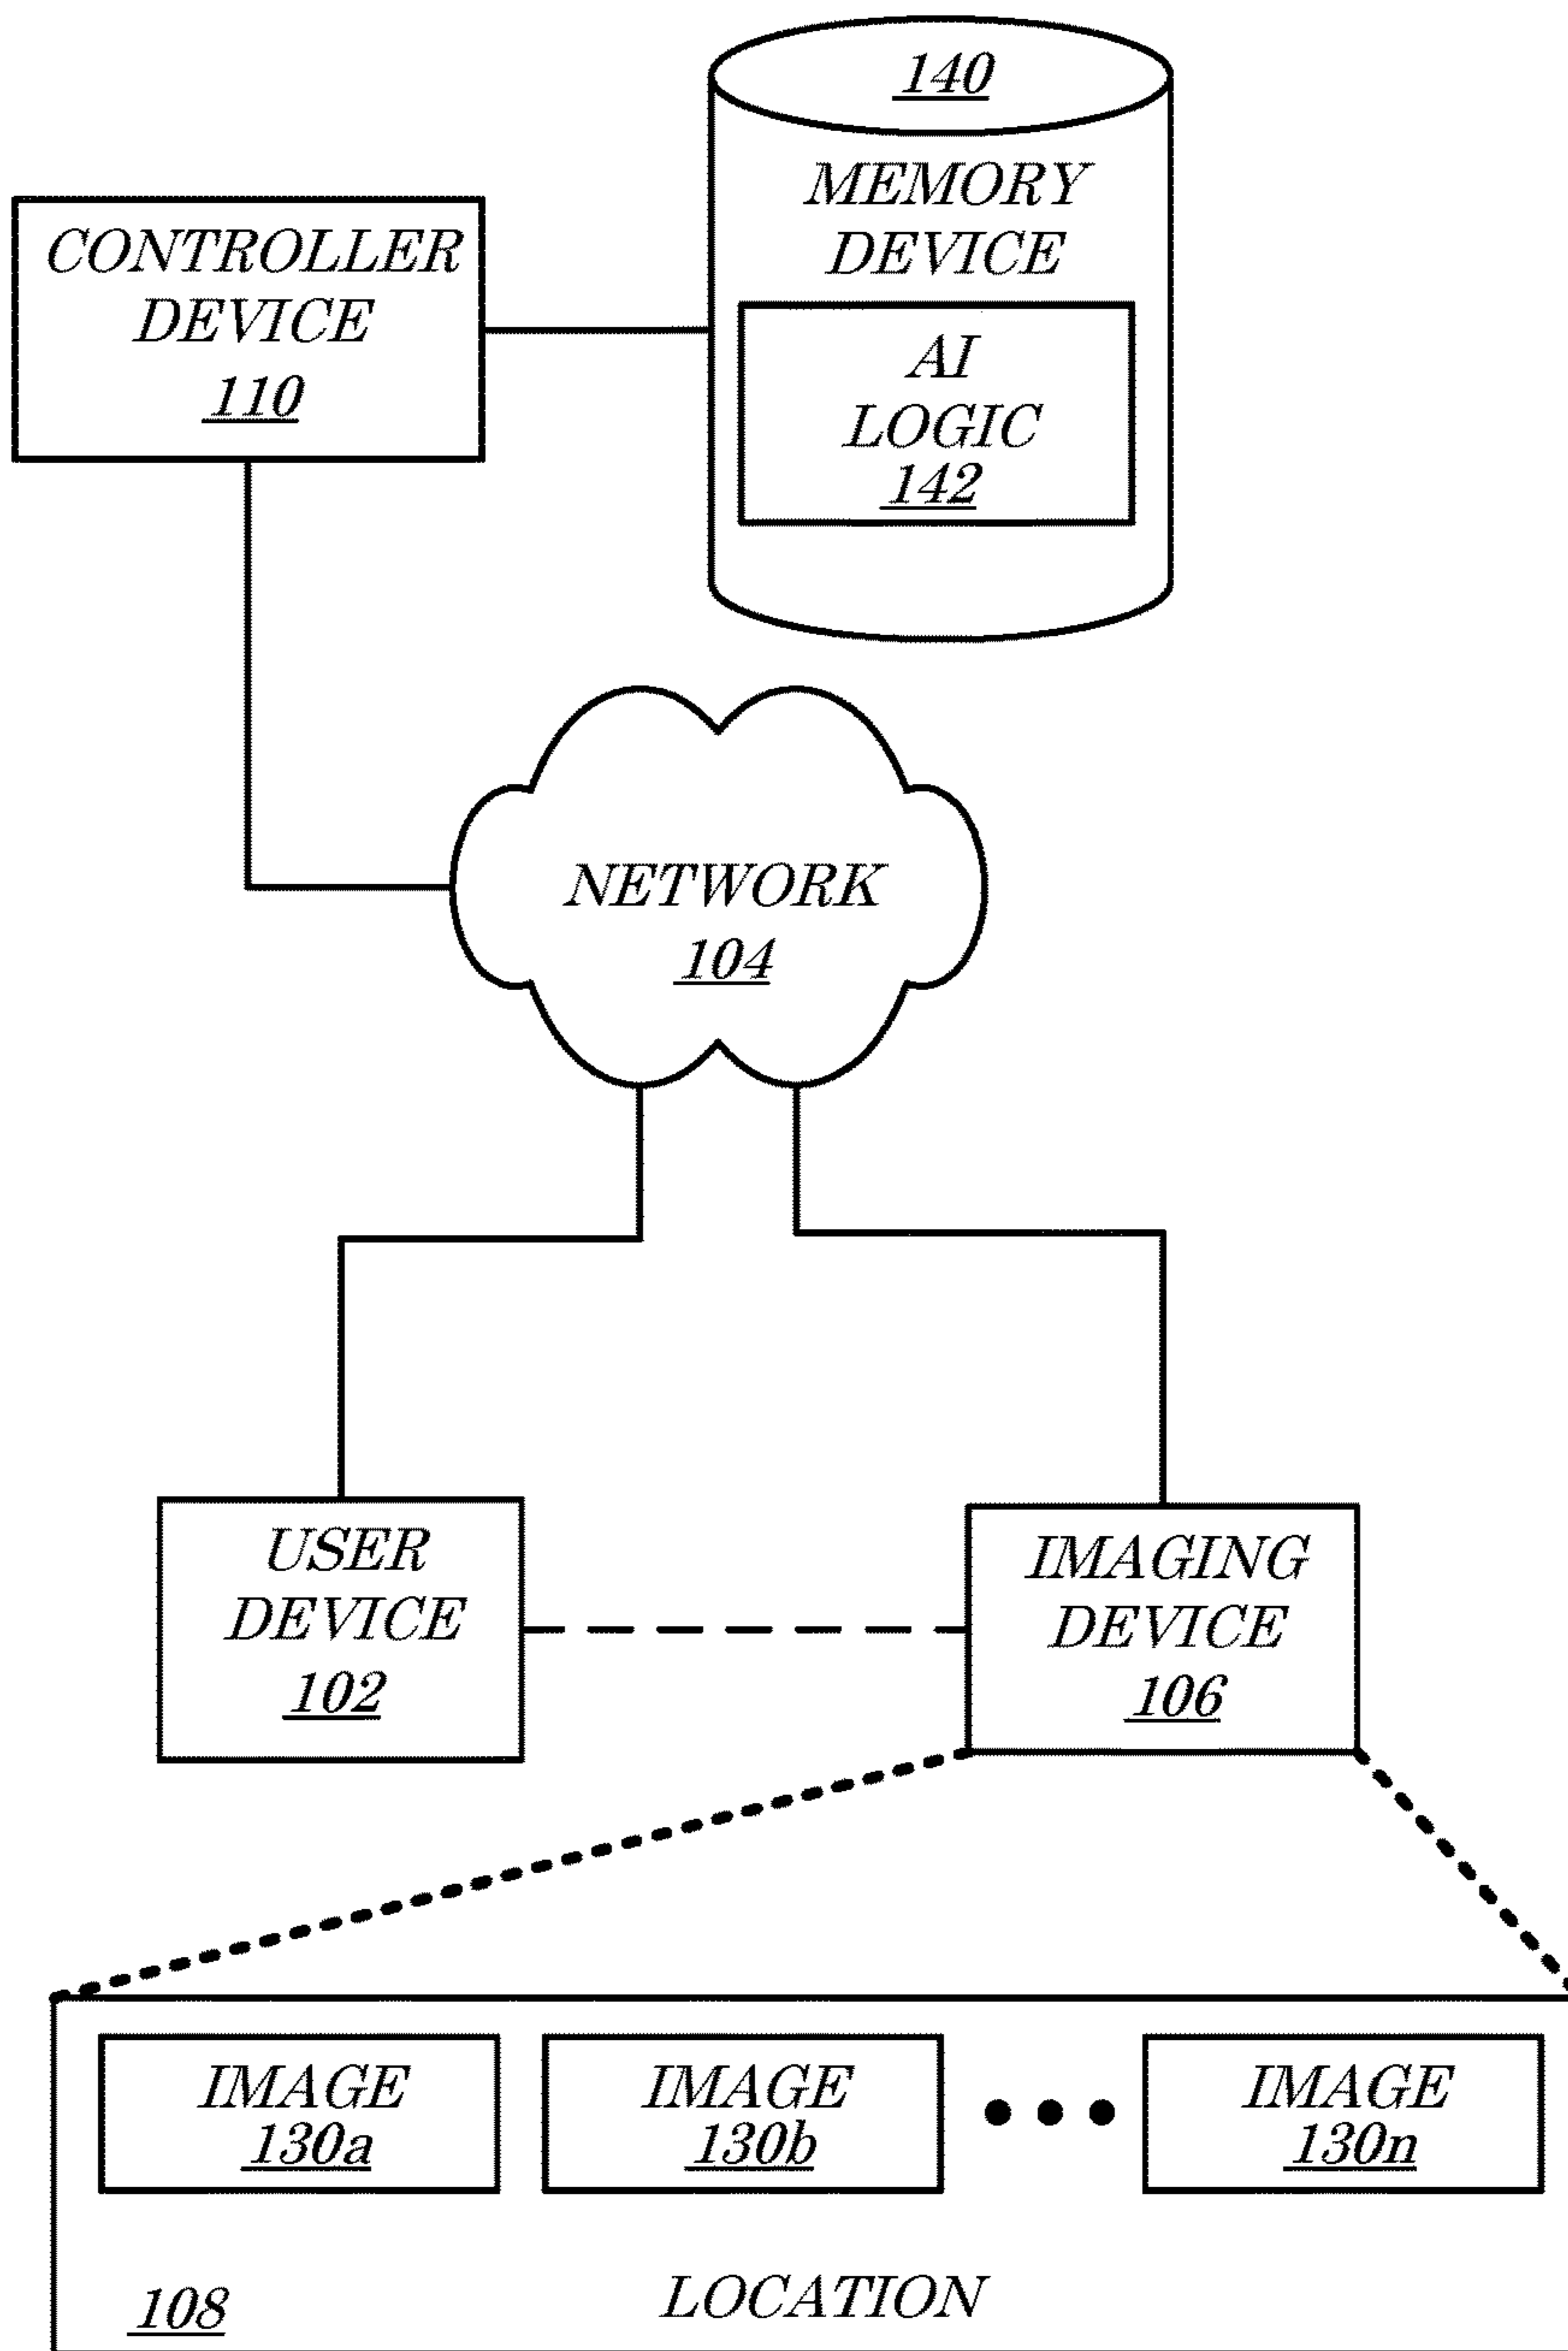 140
MEMORY
DEVICE
AI
LOGIC
142
CONTROLLER
DEVICE
110
NETWORK
104
USER
DEVICE
102
IMAGING
DEVICE
106
IMAGE
130a
IMAGE
130b
IMAGE
130n
108
LOCATION